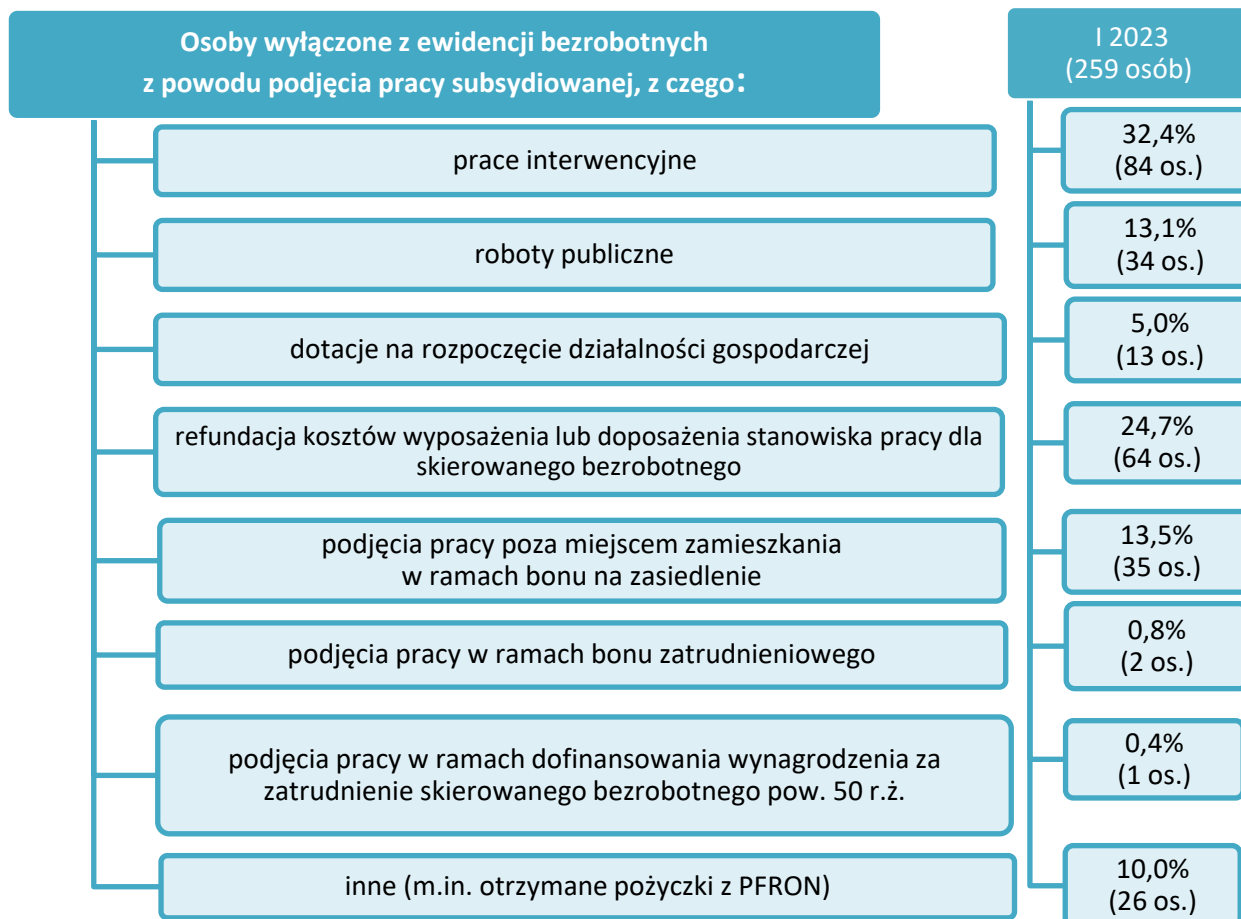 Osoby wyłączone z ewidencji bezrobotnych
z powodu podjęcia pracy subsydiowanej, z czego:
I 2023
(259 osób)
prace interwencyjne
32,4%
(84 os.)
roboty publiczne
13,1%
(34 os.)
dotacje na rozpoczęcie działalności gospodarczej
5,0%
(13 os.)
refundacja kosztów wyposażenia lub doposażenia stanowiska pracy dla
skierowanego bezrobotnego
24,7%
(64 os.)
podjęcia pracy poza miejscem zamieszkania
w ramach bonu na zasiedlenie
13,5%
(35 os.)
podjęcia pracy w ramach bonu zatrudnieniowego
0,8%
(2 os.)
podjęcia pracy w ramach dofinansowania wynagrodzenia za
zatrudnienie skierowanego bezrobotnego pow. 50 r.ż.
0,4%
(1 os.)
inne (m.in. otrzymane pożyczki z PFRON)
10,0%
(26 os.)